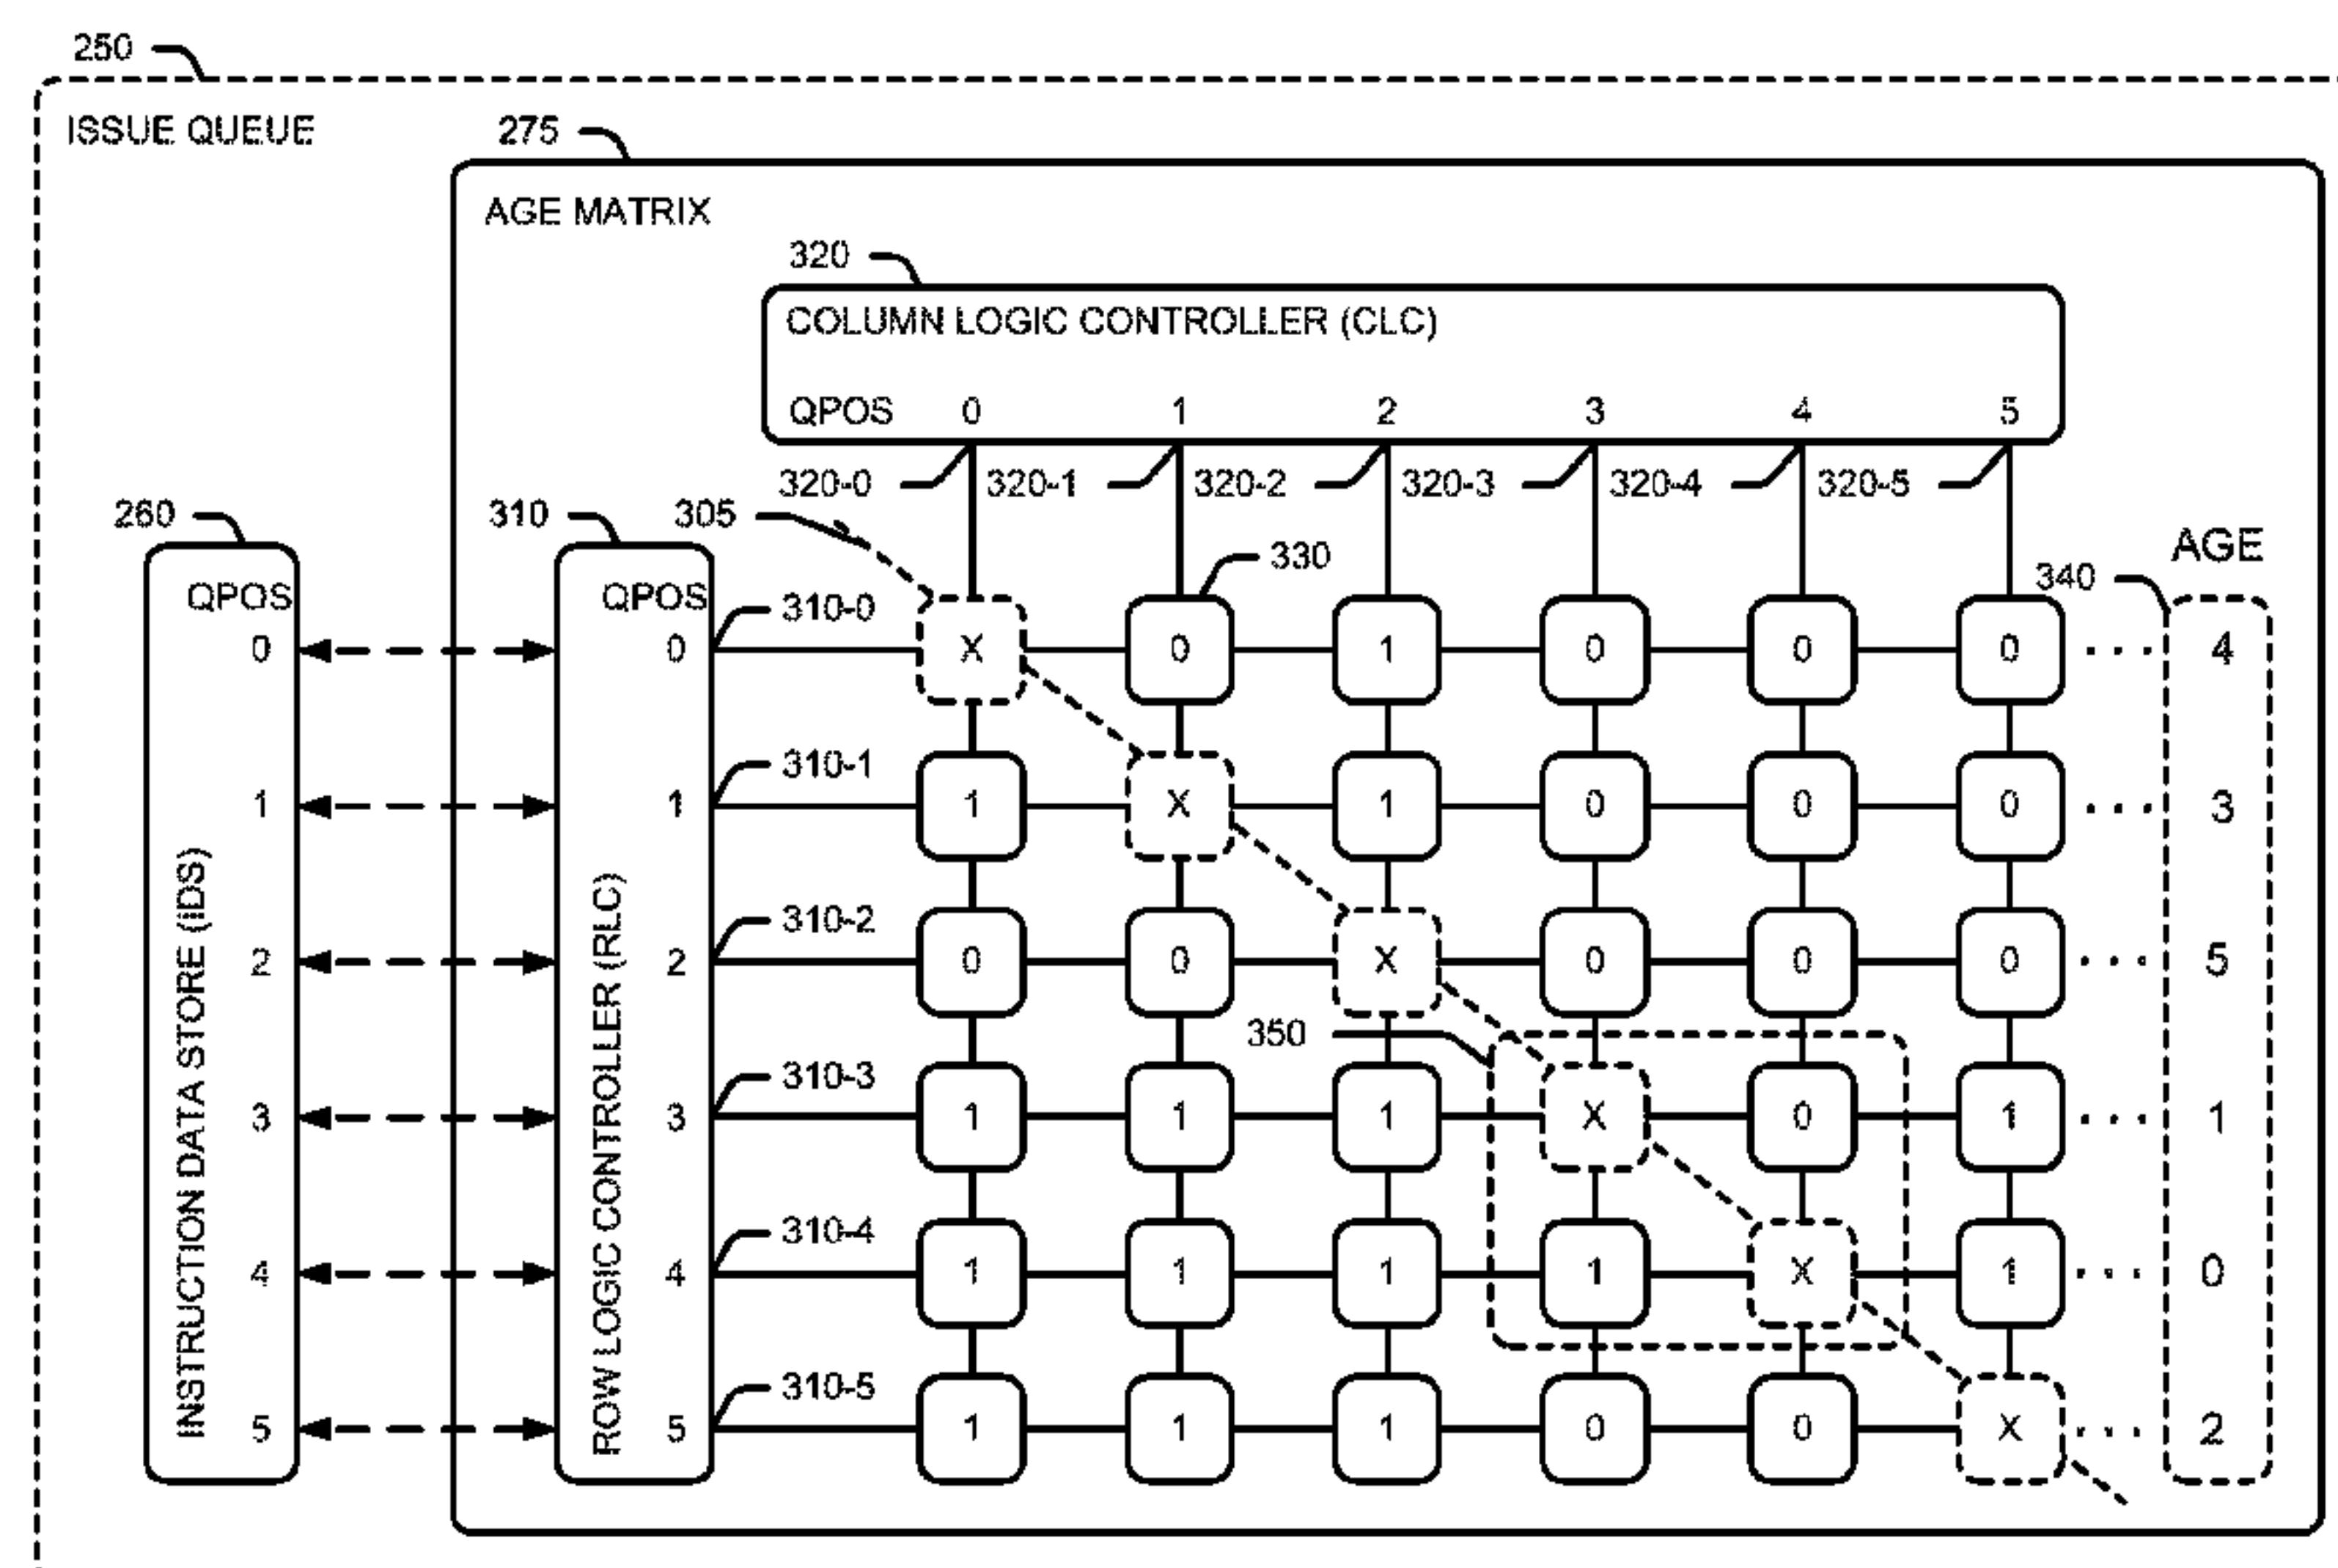 250
ISSUE QUEUE
275
AGE MATRIX
320
COLUMN LOGIC CONTROLLER (CLC)
QPOS 0 1 2 3 4 5
320-0 320-1 320-2 320-3 320-4 320-5
260 310 305
330
AGE
340
QPOS QPOS
310-0
0 0 X 0 1 0 0 0 ... 4
310-1
1 1 1 X 1 0 0 0 ... 3
310-2
2 2 0 0 X 0 0 0 ... 5
350
310-3
3 3 1 1 1 X 0 1 ... 1
310-4
4 4 1 1 1 1 X 1 ... 0
310-5
5 5 1 1 1 0 0 X ... 2
INSTRUCTION DATA STORE (iDS)
ROW LOGIC CONTROLLER (RLC)